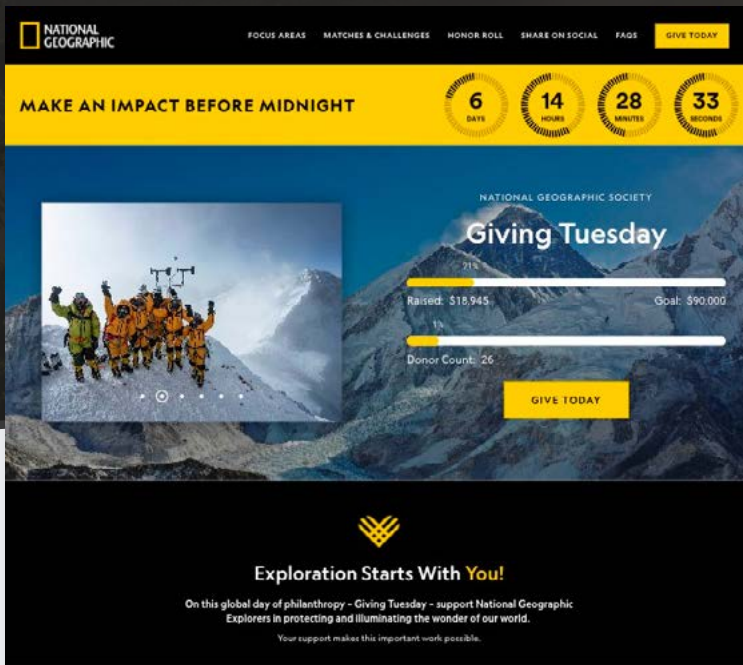 NATIONAL
GEOGRAPHIC
FOCUS AREAS MATCHES & CHALLENGES HONOR ROLL SHARE ON SOCIAL FAQS GIVE TODAY
MAKE AN IMPACT BEFORE MIDNIGHT
6 14 28 33
DAYS HOURS MINUTES SECONDS
NATIONAL GEOGRAPHIC SOCIETY
Giving Tuesday
21%
Raised: $18,945 Goal: $90,000
1%
Donor Count: 26
GIVE TODAY
Exploration Starts With You!
On this global day of philanthropy - Giving Tuesday - support National Geographic
Explorers in protecting and illuminating the wonder of our world.
Your support makes this important work possible.